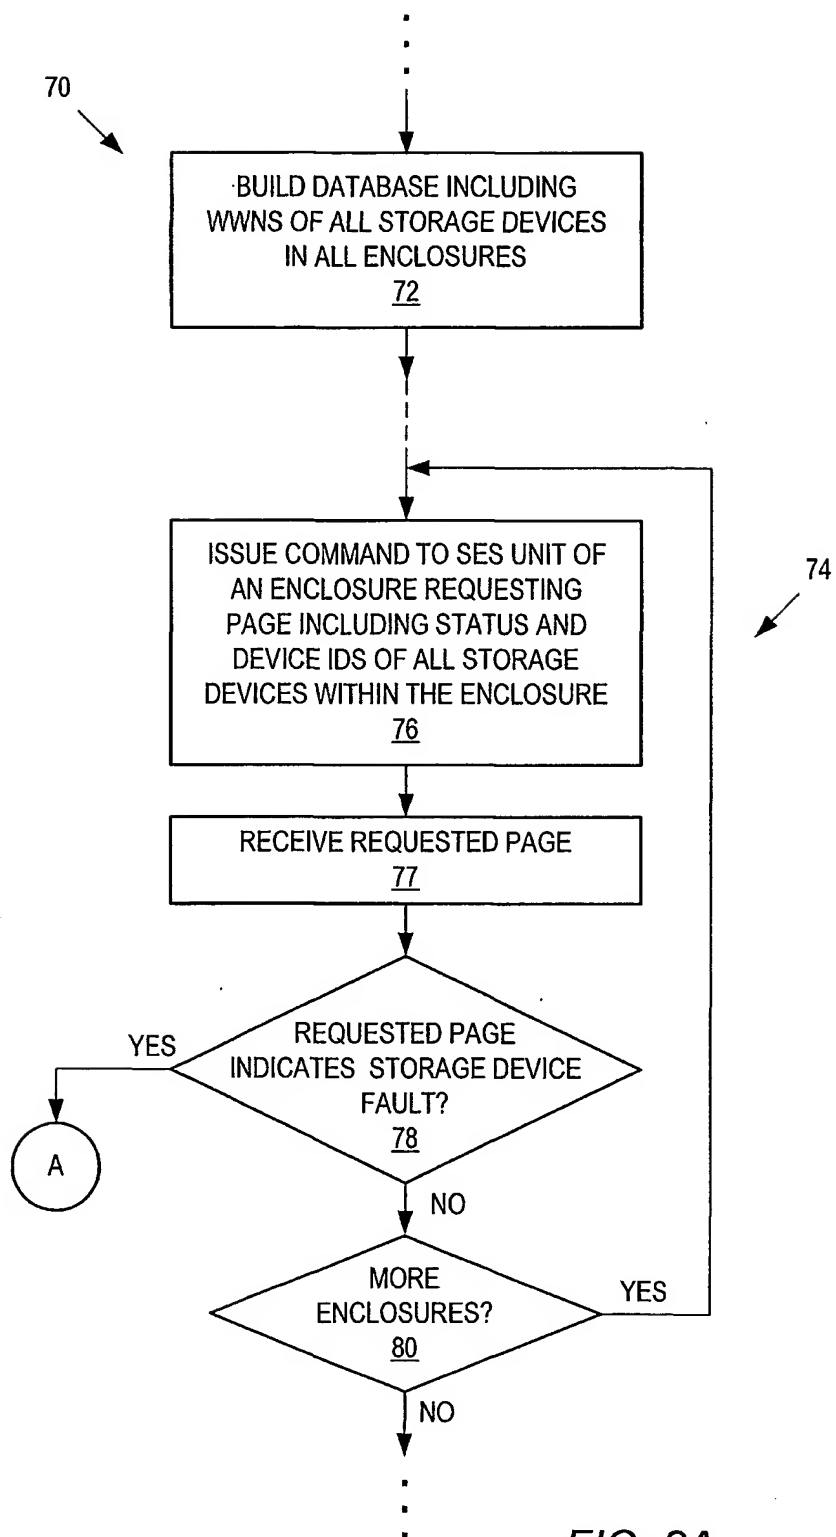 70
BUILD DATABASE INCLUDING
WWNS OF ALL STORAGE DEVICES
IN ALL ENCLOSURES
72
74
ISSUE COMMAND TO SES UNIT OF
AN ENCLOSURE REQUESTING
PAGE INCLUDING STATUS AND
DEVICE IDS OF ALL STORAGE
DEVICES WITHIN THE ENCLOSURE
76
RECEIVE REQUESTED PAGE
77
YES
REQUESTED PAGE
INDICATES STORAGE DEVICE
FAULT?
78
A
NO
MORE
ENCLOSURES?
80
YES
NO